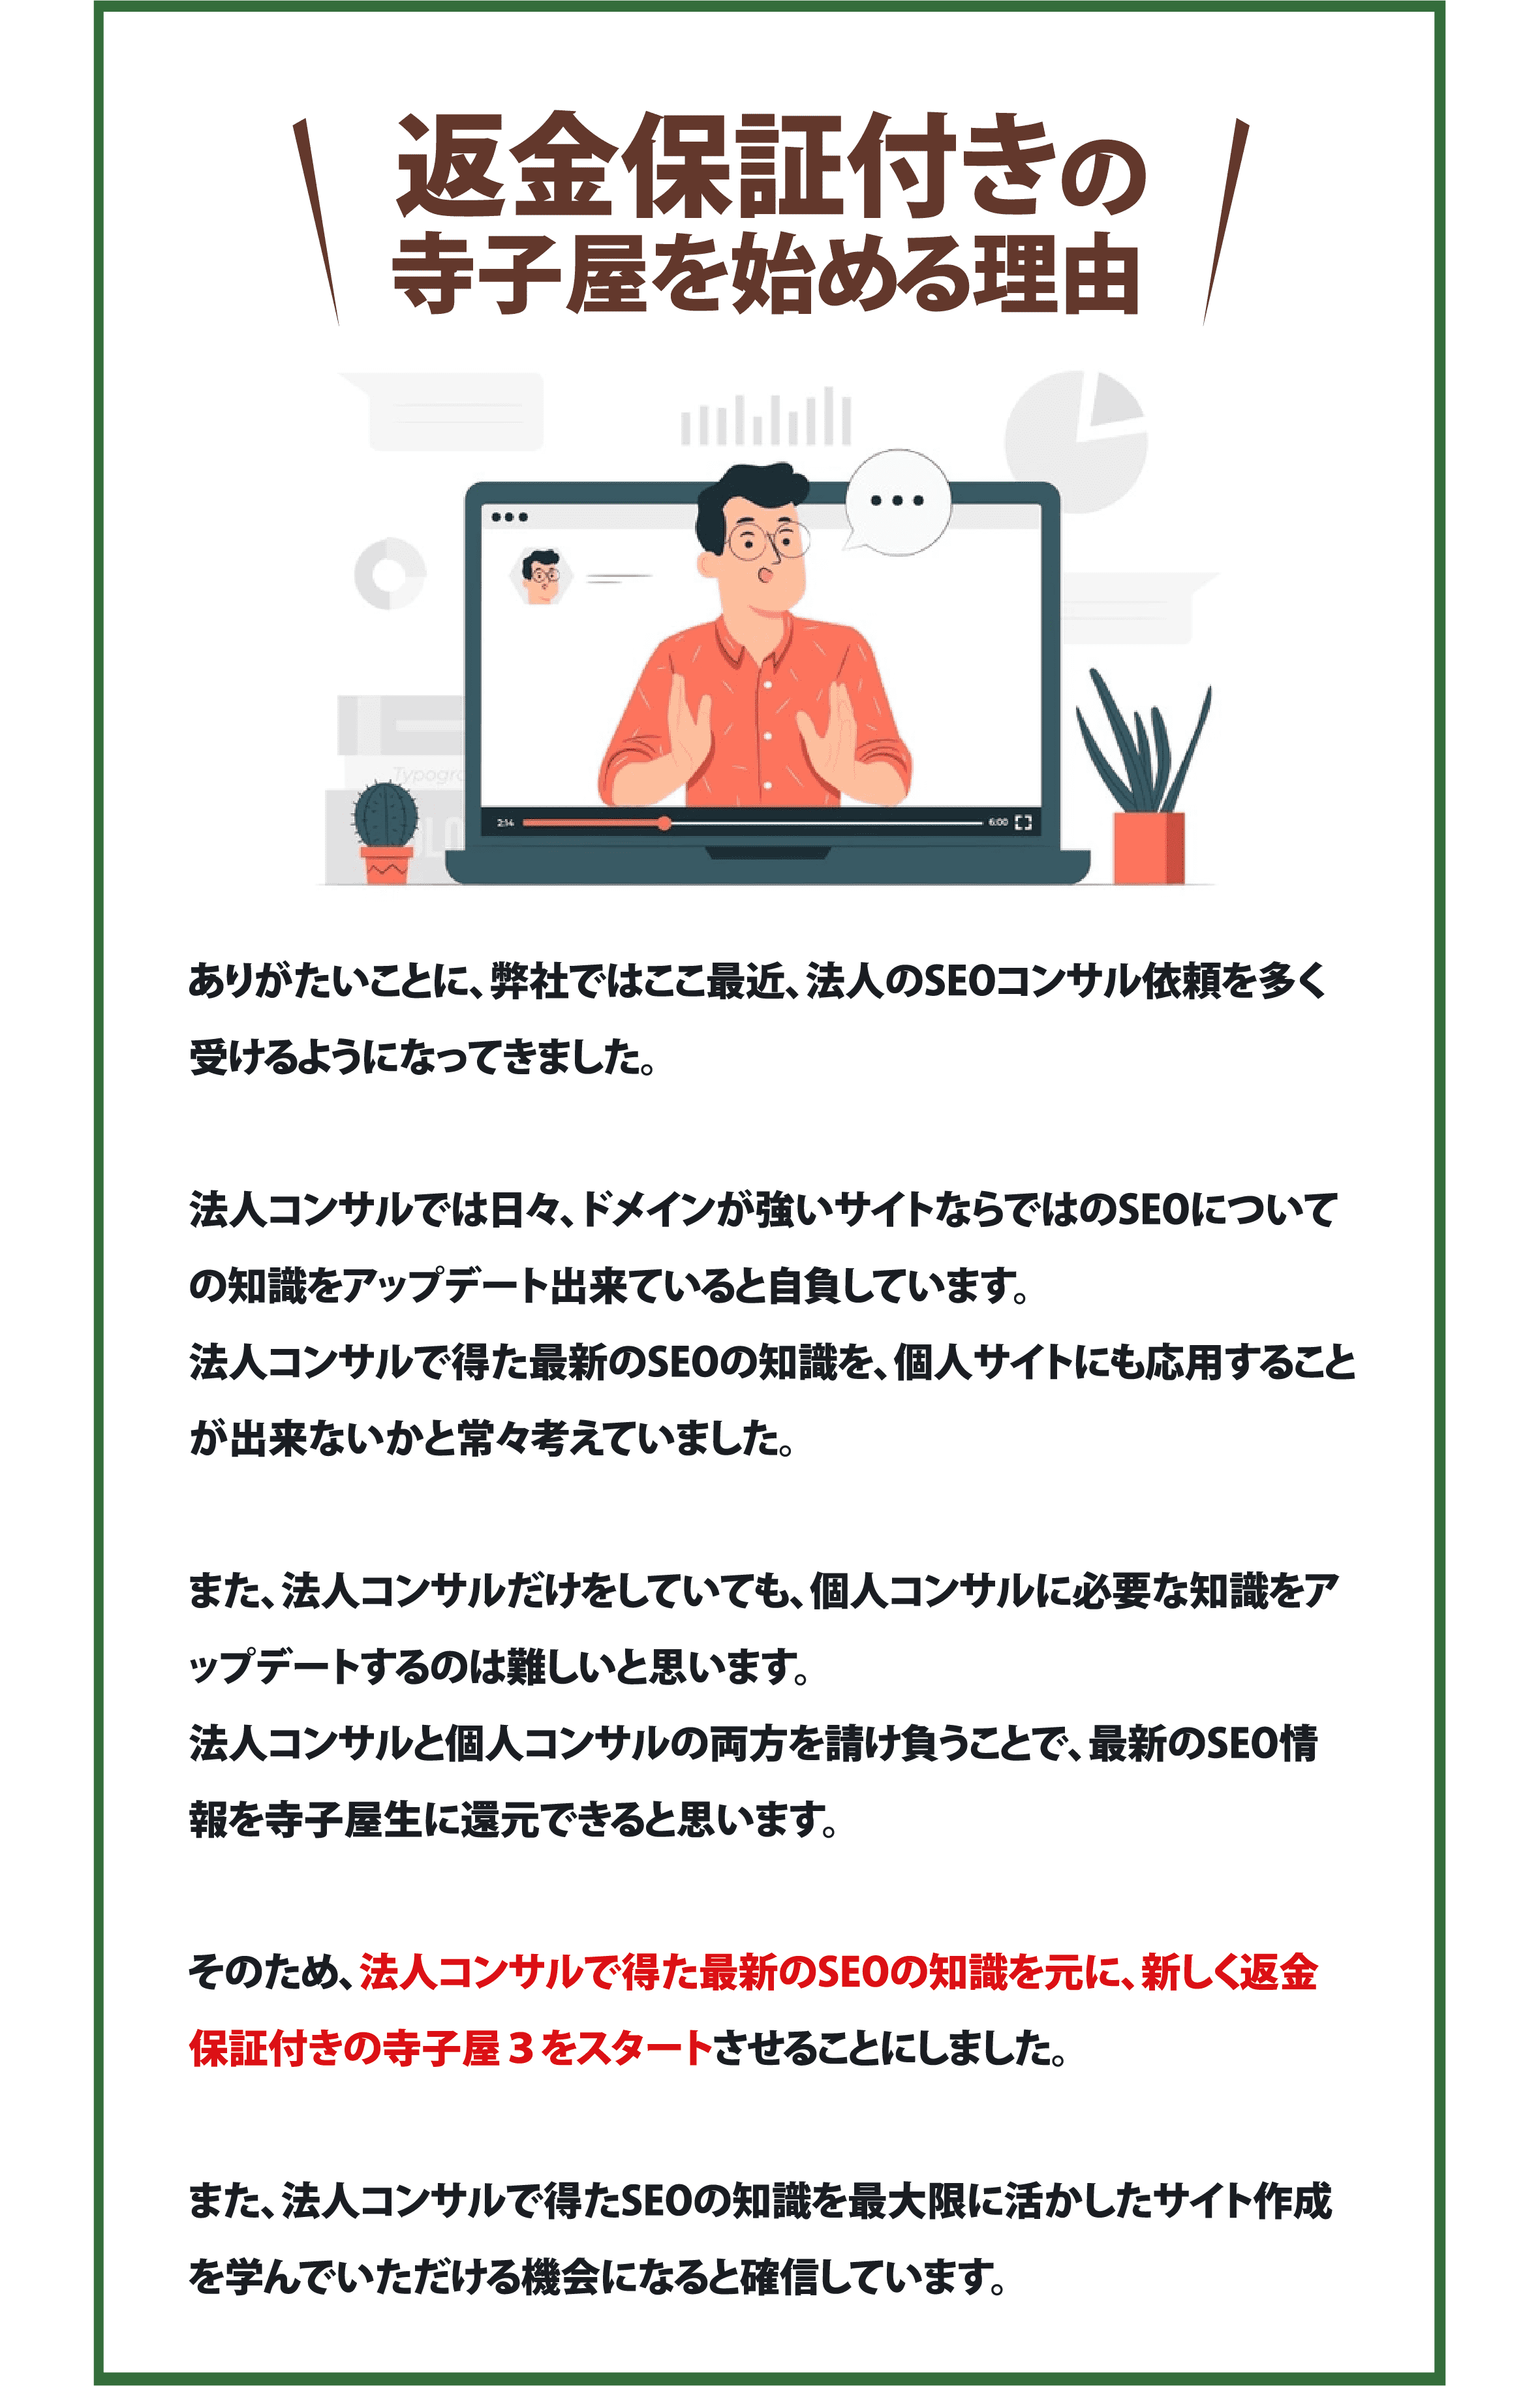 返金保証付きの
寺子屋を始める理由
Typogra
2:14
6:00
ありがたいことに、弊社ではここ最近、法人のSEOコンサル依頼を多く
受けるようになってきました。
法人コンサルでは日々、ドメインが強いサイトならではのSEOについて
の知識をアップデート出来ていると自負しています。
法人コンサルで得た最新のSEOの知識を、個人サイトにも応用すること
が出来ないかと常々考えていました。
また、法人コンサルだけをしていても、個人コンサルに必要な知識をア
ップデートするのは難しいと思います。
法人コンサルと個人コンサルの両方を請け負うことで、最新のSEO情
報を寺子屋生に還元できると思います。
そのため、法人コンサルで得た最新のSEOの知識を元に、新しく返金
保証付きの寺子屋３をスタートさせることにしました。
また、法人コンサルで得たSEOの知識を最大限に活かしたサイト作成
を学んでいただける機会になると確信しています。